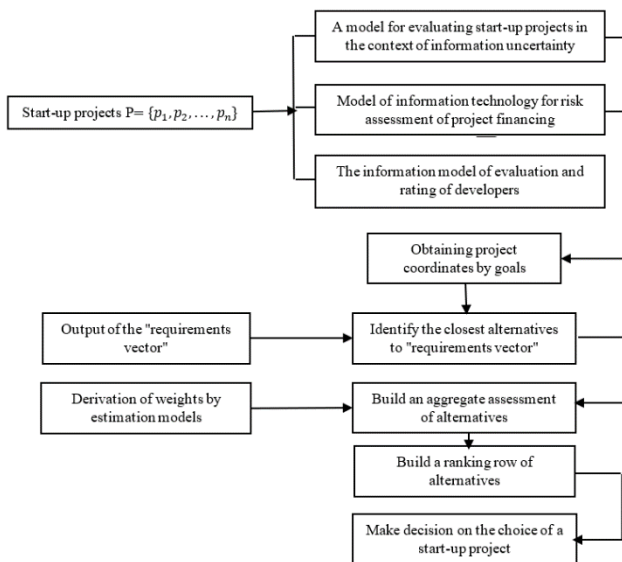 A model for evaluating start-up projects in
the context of information uncertainty
Start-up projects P= {p₁, p₂, ..., pₙ}
Model of information technology for risk
assessment of project financing
The information model of evaluation and
rating of developers
Obtaining project
coordinates by goals
Output of the "requirements
vector"
Identify the closest alternatives
to "requirements vector"
Derivation of weights by
estimation models
Build an aggregate assessment
of alternatives
Build a ranking row of
alternatives
Make decision on the choice of a
start-up project